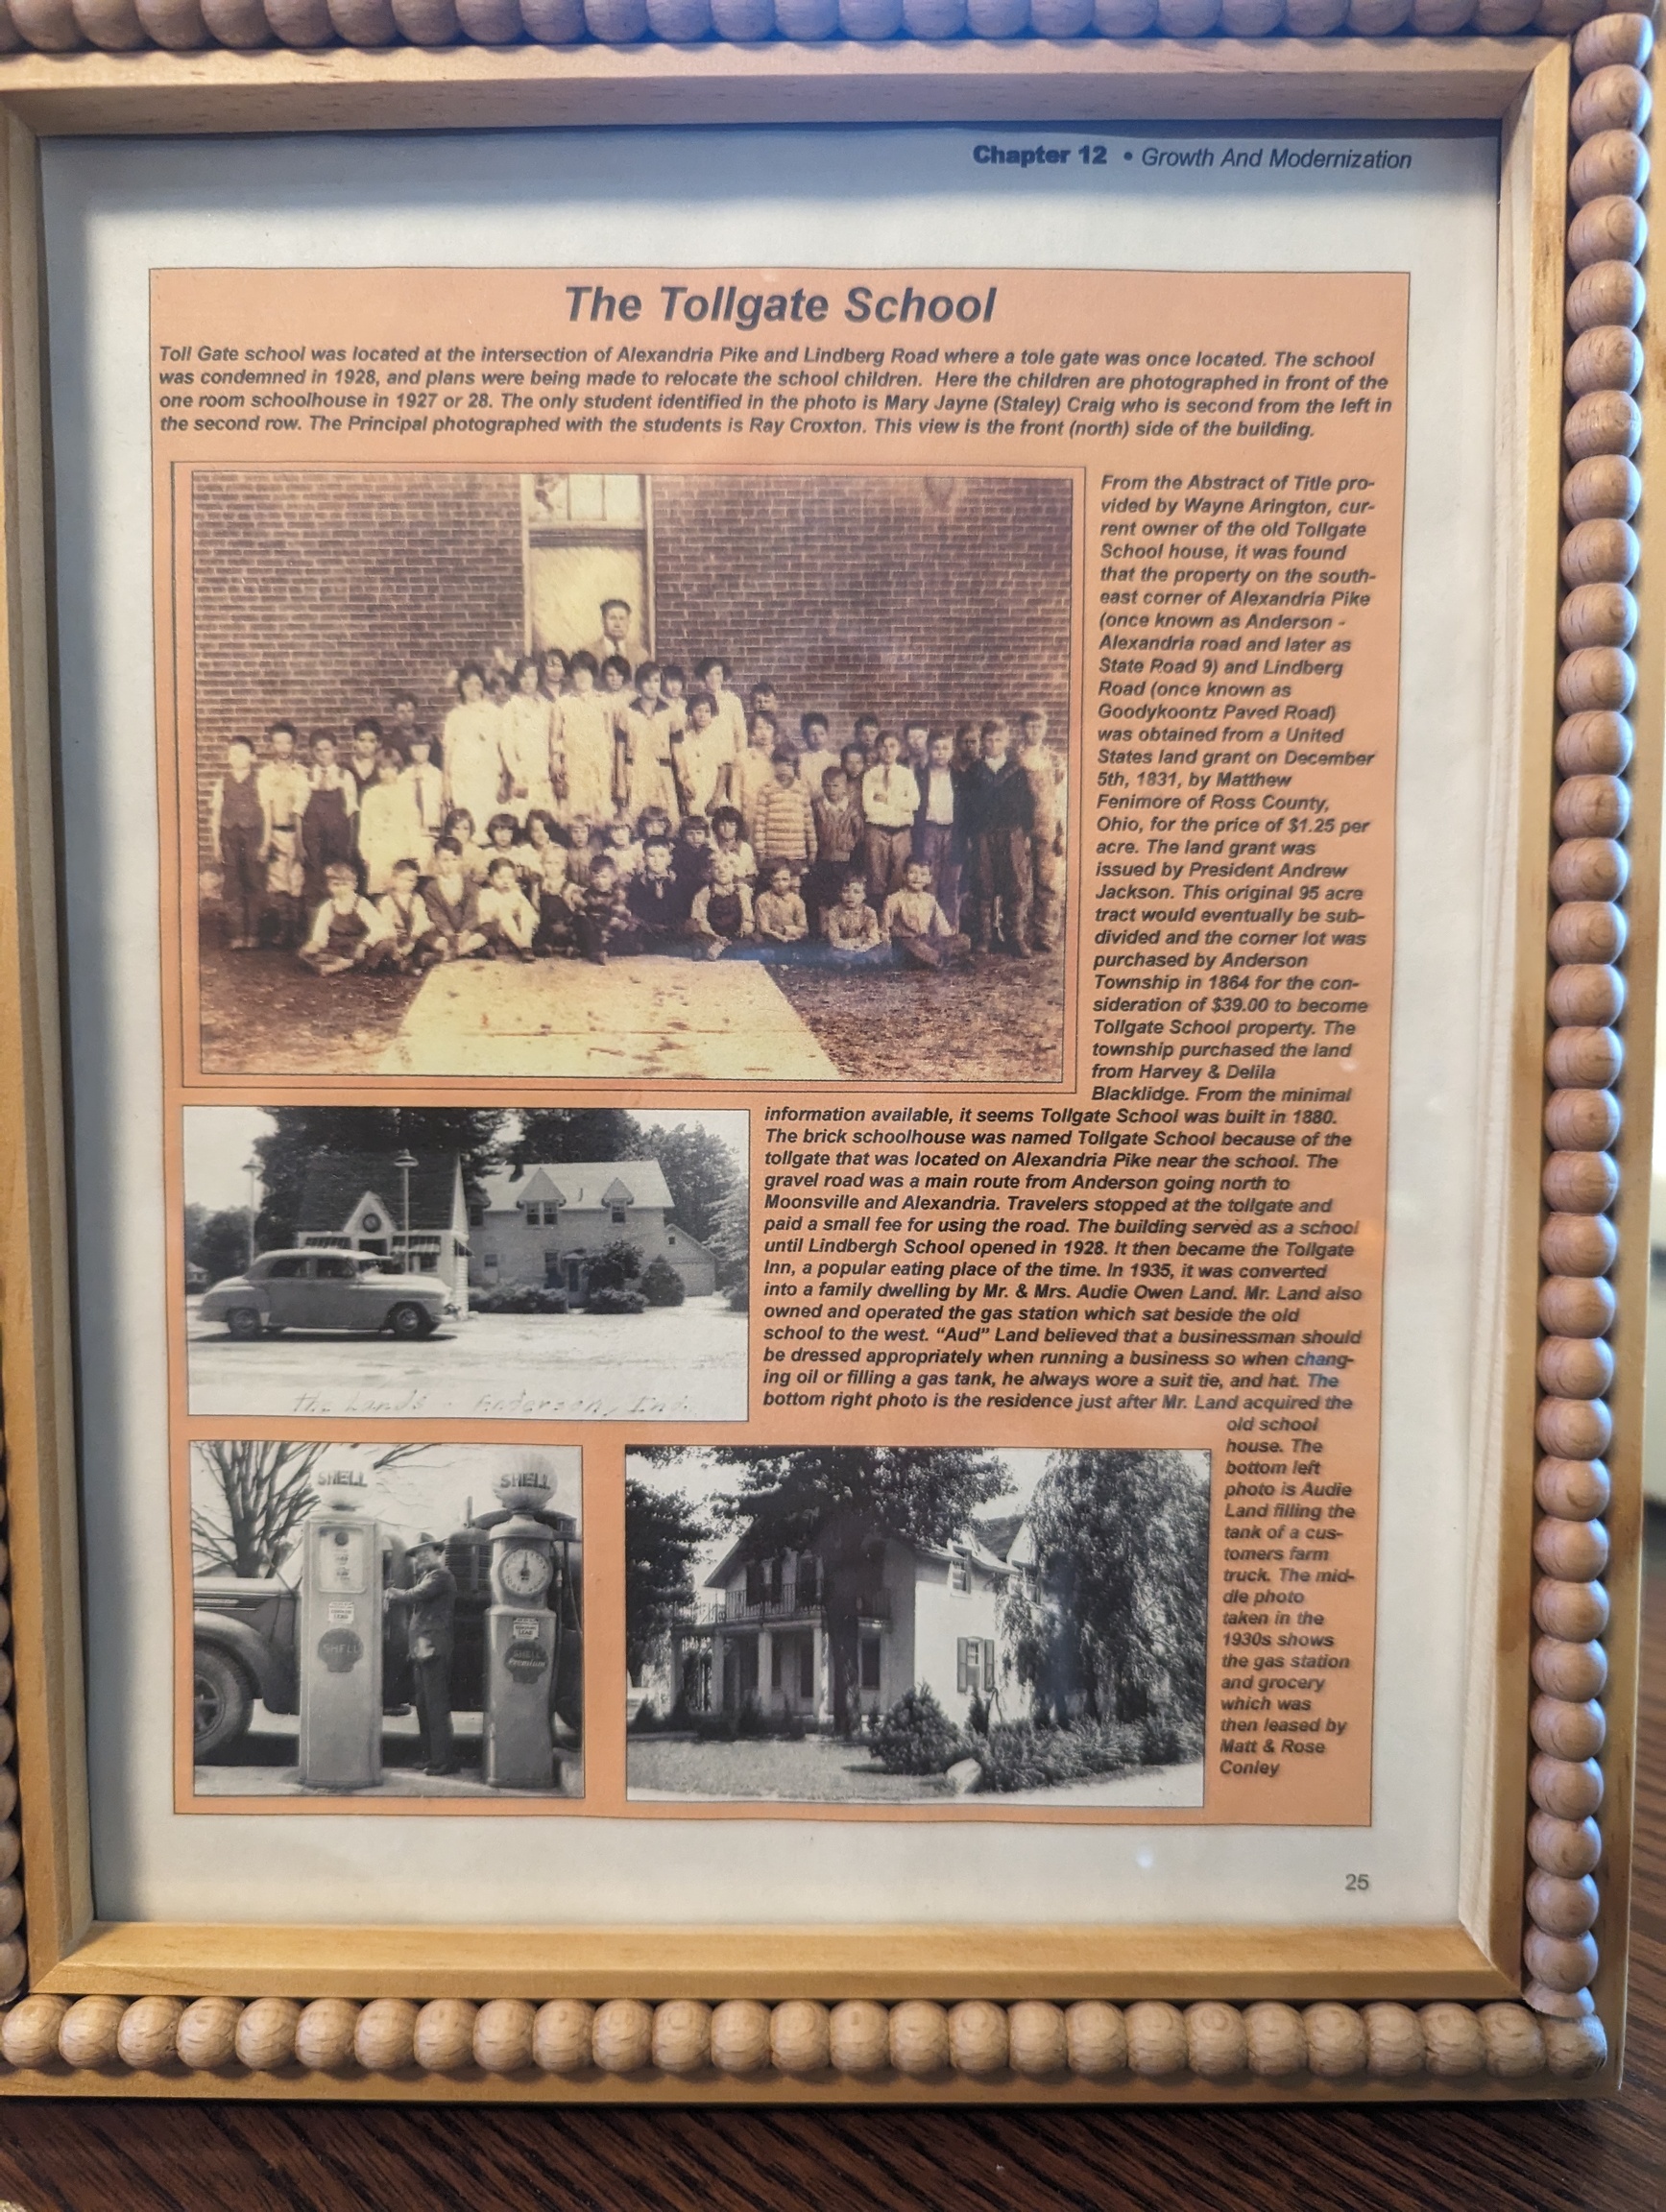 Chapter 12 • Growth And Modernization
The Tollgate School
Toll Gate school was located at the intersection of Alexandria Pike and Lindberg Road where a tole gate was once located. The school
was condemned in 1928, and plans were being made to relocate the school children. Here the children are photographed in front of the
one room schoolhouse in 1927 or 28. The only student identified in the photo is Mary Jayne (Staley) Craig who is second from the left in
the second row. The Principal photographed with the students is Ray Croxton. This view is the front (north) side of the building.
From the Abstract of Title pro-
vided by Wayne Arington, cur-
rent owner of the old Tollgate
School house, it was found
that the property on the south-
east corner of Alexandria Pike
(once known as Anderson -
Alexandria road and later as
State Road 9) and Lindberg
Road (once known as
Goodykoontz Paved Road)
was obtained from a United
States land grant on December
5th, 1831, by Matthew
Fenimore of Ross County,
Ohio, for the price of $1.25 per
acre. The land grant was
issued by President Andrew
Jackson. This original 95 acre
tract would eventually be sub-
divided and the corner lot was
purchased by Anderson
Township in 1864 for the con-
sideration of $39.00 to become
Tollgate School property. The
township purchased the land
from Harvey & Delila
Blacklidge. From the minimal
information available, it seems Tollgate School was built in 1880.
The brick schoolhouse was named Tollgate School because of the
tollgate that was located on Alexandria Pike near the school. The
gravel road was a main route from Anderson going north to
Moonsville and Alexandria. Travelers stopped at the tollgate and
paid a small fee for using the road. The building served as a school
until Lindbergh School opened in 1928. It then became the Tollgate
Inn, a popular eating place of the time. In 1935, it was converted
into a family dwelling by Mr. & Mrs. Audie Owen Land. Mr. Land also
owned and operated the gas station which sat beside the old
school to the west. “Aud” Land believed that a businessman should
be dressed appropriately when running a business so when chang-
ing oil or filling a gas tank, he always wore a suit tie, and hat. The
bottom right photo is the residence just after Mr. Land acquired the
old school
house. The
bottom left
photo is Audie
Land filling the
tank of a cus-
tomers farm
truck. The mid-
dle photo
taken in the
1930s shows
the gas station
and grocery
which was
then leased by
Matt & Rose
Conley
The Lands - Anderson, Ind.
SHELL
SHELL
SHELL
SHELL
Premium
25